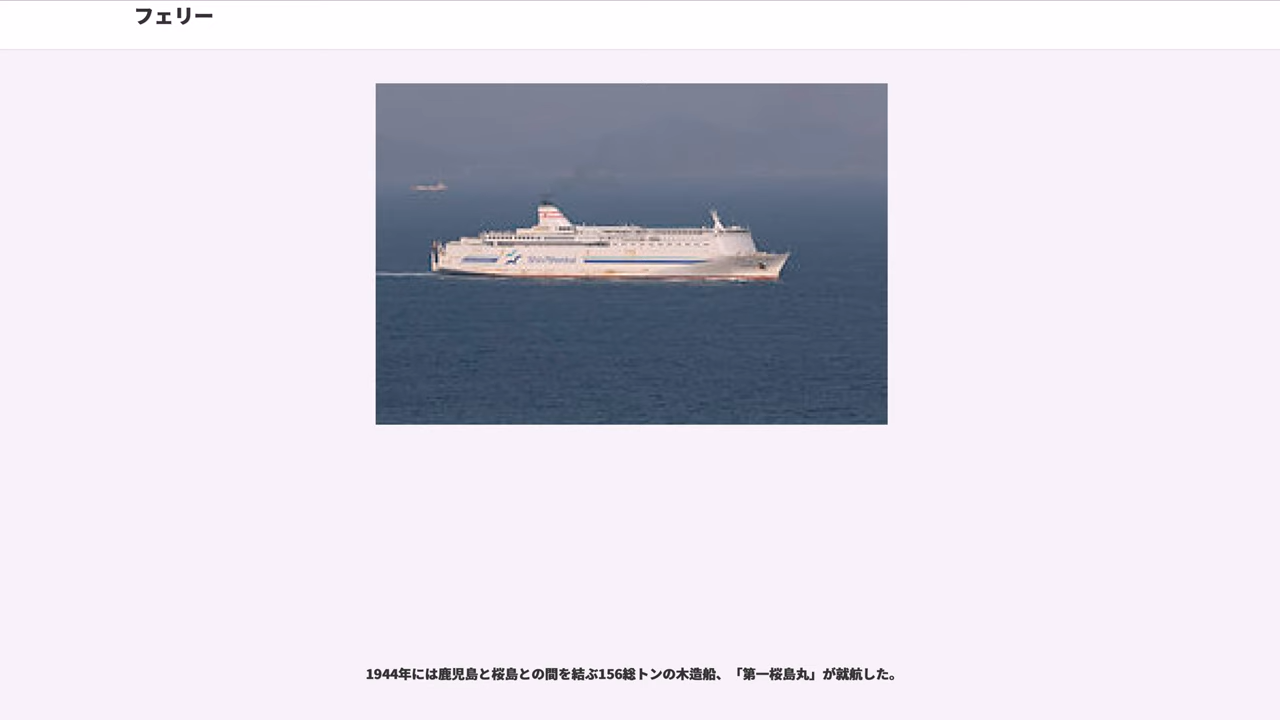 フェリー
1944年には鹿児島と桜島との間を結ぶ156総トンの木造船、「第一桜島丸」が就航した。